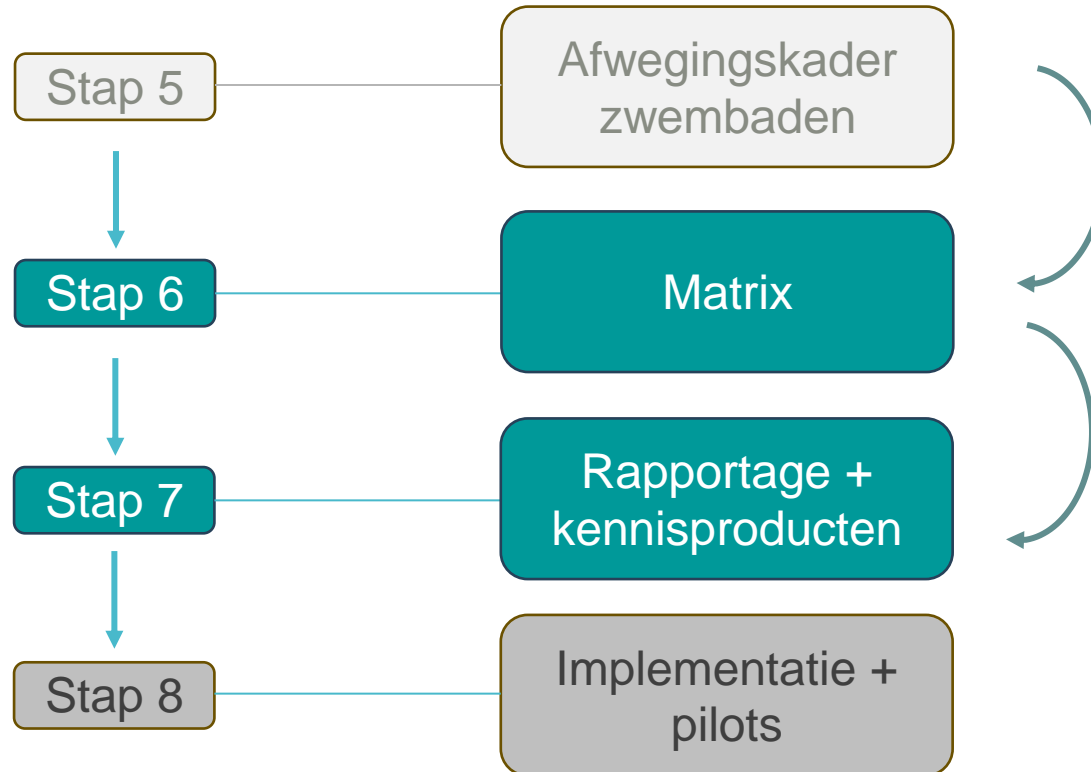 Stap 5
Afwegingskader
zwembaden
Stap 6
Matrix
Stap 7
Rapportage +
kennisproducten
Stap 8
Implementatie +
pilots